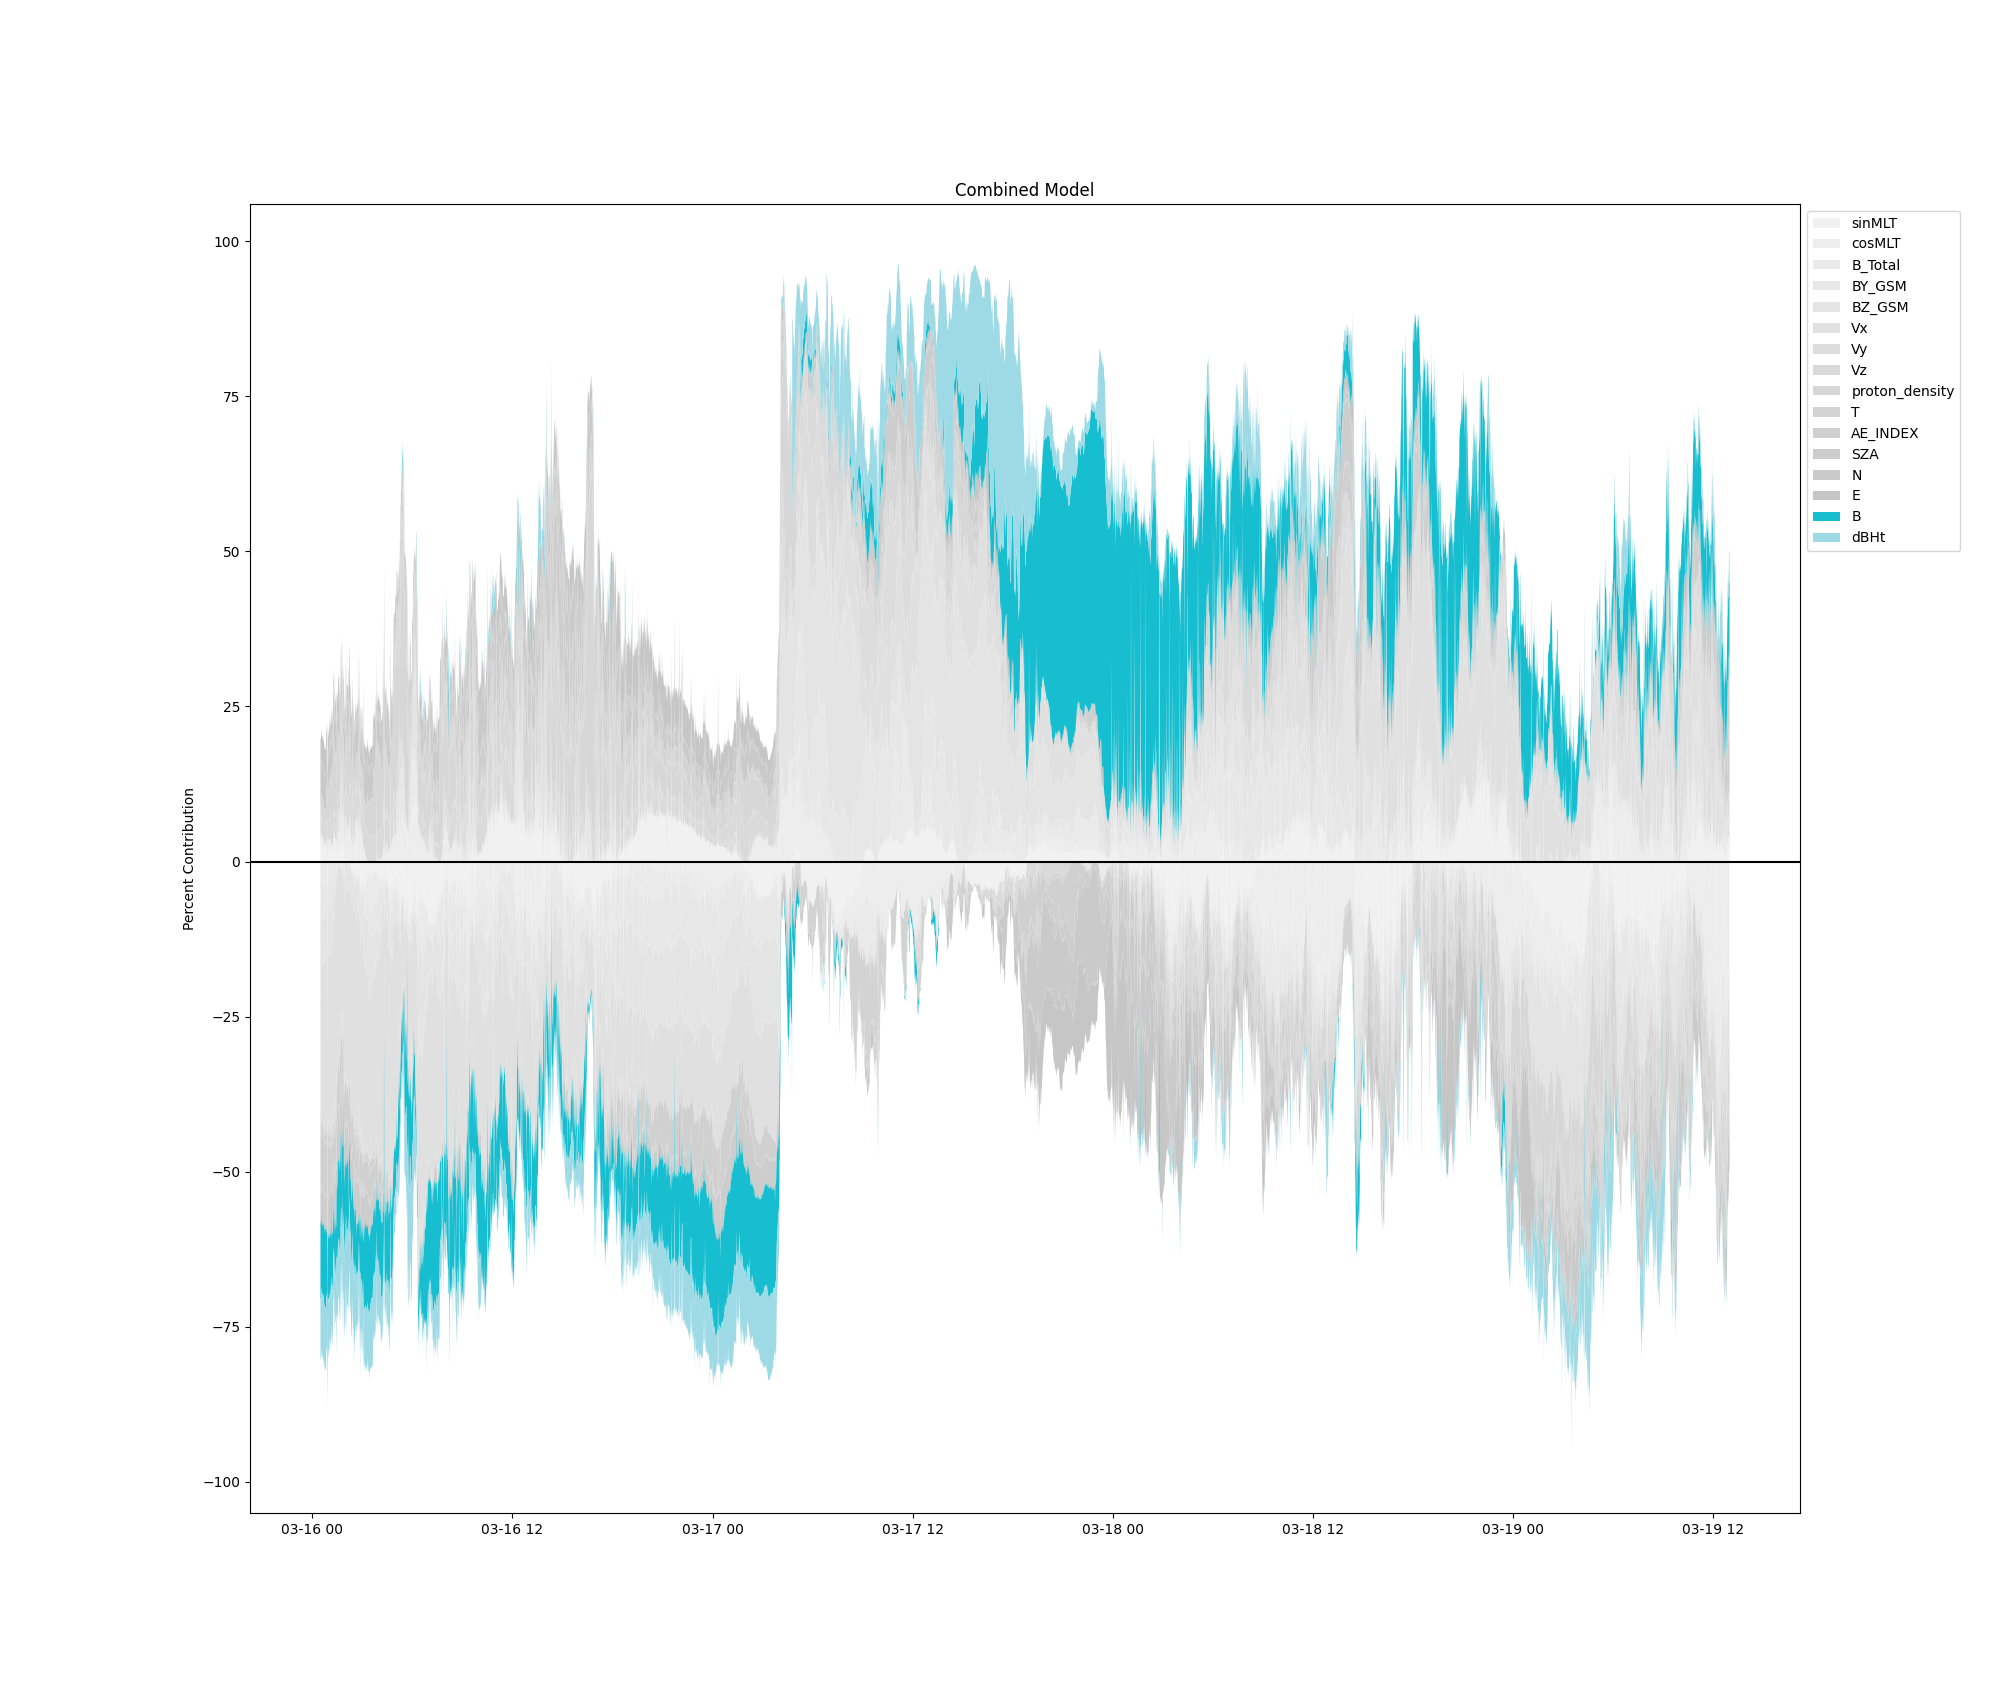 Combined Model
100
75
50
25
0
−25
−50
−75
−100
Percent Contribution
03-16 00
03-16 12
03-17 00
03-17 12
03-18 00
03-18 12
03-19 00
03-19 12
sinMLT
cosMLT
B_Total
BY_GSM
BZ_GSM
Vx
Vy
Vz
proton_density
T
AE_INDEX
SZA
N
E
B
dBHt